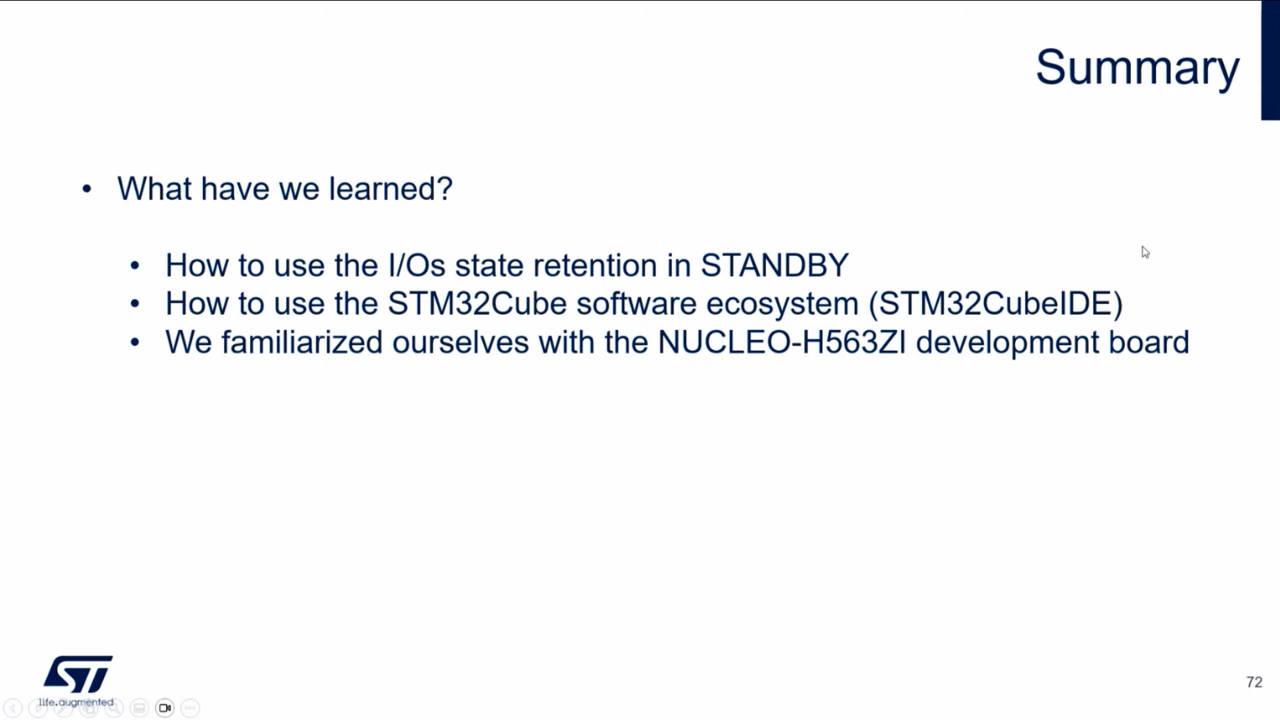 Summary
• What have we learned?
• How to use the I/Os state retention in STANDBY
• How to use the STM32Cube software ecosystem (STM32CubeIDE)
• We familiarized ourselves with the NUCLEO-H563ZI development board
ST
life.augmented
72